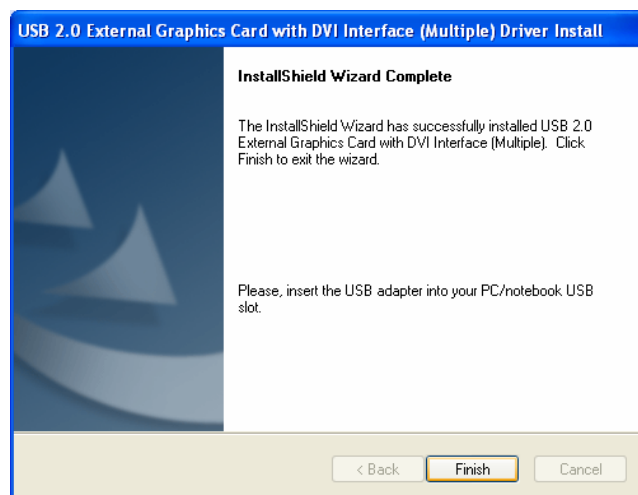 USB 2.0 External Graphics Card with DVI Interface (Multiple) Driver Install
InstallShield Wizard Complete
The InstallShield Wizard has successfully installed USB 2.0
External Graphics Card with DVI Interface (Multiple). Click
Finish to exit the wizard.
Please, insert the USB adapter into your PC/notebook USB
slot.
< Back
Finish
Cancel